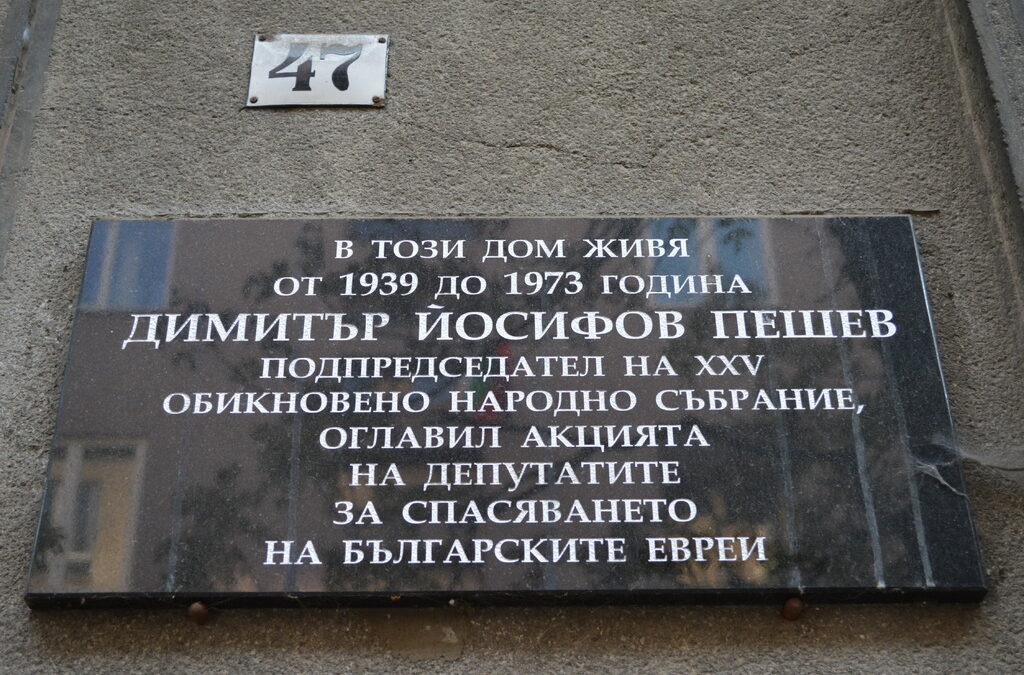 47
В ТОЗИ ДОМ ЖИВЯ
ОТ 1939 ДО 1973 ГОДИНА
ДИМИТЪР ЙОСИФОВ ПЕШЕВ
ПОДПРЕДСЕДАТЕЛ НА XXV
ОБИКНОВЕНО НАРОДНО СЪБРАНИЕ,
ОГЛАВИЛ АКЦИЯТА
НА ДЕПУТАТИТЕ
ЗА СПАСЯВАНЕТО
НА БЪЛГАРСКИТЕ ЕВРЕИ